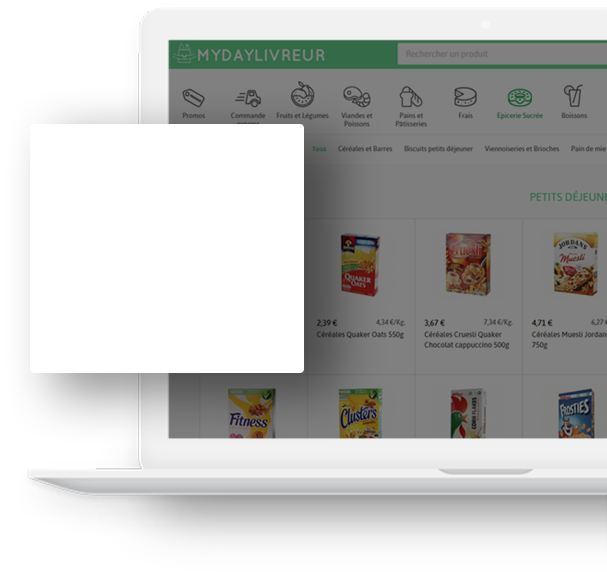 MYDAYLIVREUR
Rechercher un produit
Promos
Commande
Fruits et Légumes
Viandes et
Poissons
Pains et
Pâtisseries
Frais
Epicerie Sucrée
Boissons
Tous Céréales et Barres Biscuits petits déjeuner Viennoiseries et Brioches Pain de mie
PETITS DÉJEUNE
QUAKER
OATS
Cruesli
JORDANS
Muesli
2,39 € 4,34 €/Kg.
Céréales Quaker Oats 550g
3,67 € 7,34 €/Kg.
Céréales Cruesli Quaker
Chocolat cappuccino 500g
4,71 € 6,27
Céréales Muesli Jordan
750g
Fitness
Clusters
CORN FLAKES
FROSTIES